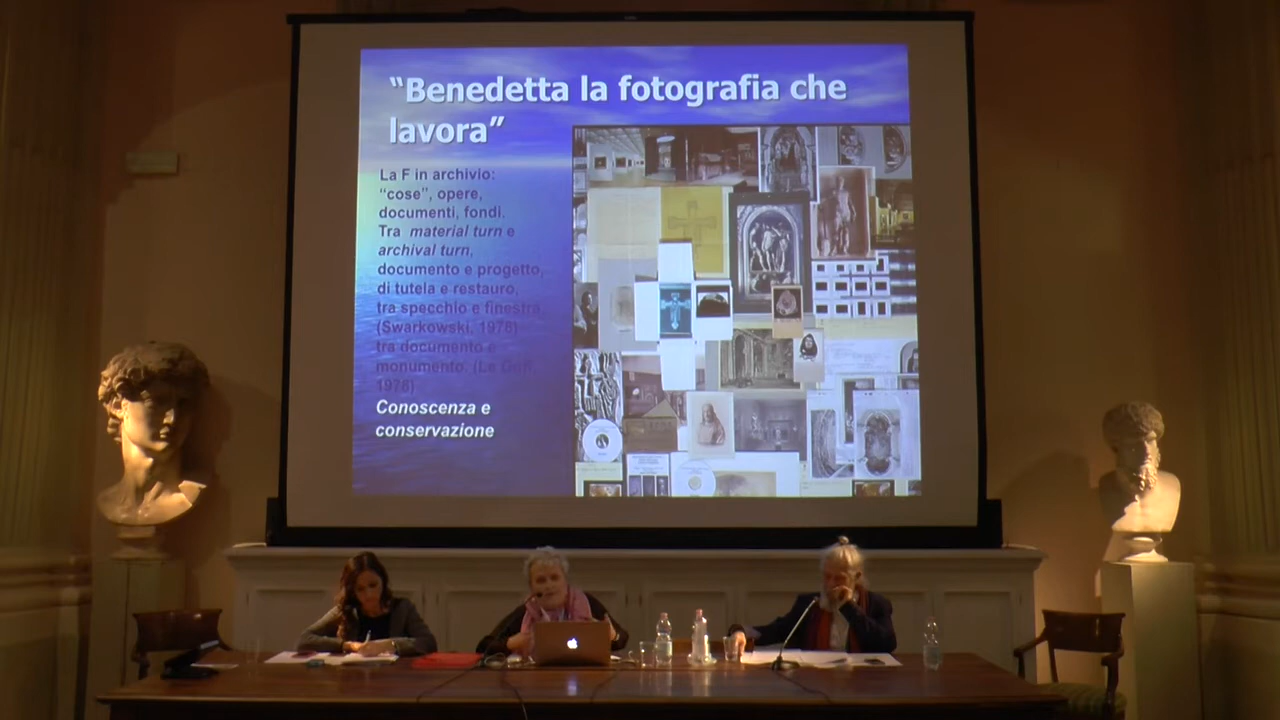 “Benedetta la fotografia che
lavora”
La F in archivio:
“cose”, opere,
documenti, fondi.
Tra material turn e
archival turn,
documento e progetto,
di tutela e restauro,
tra specchio e finestra
(Swarkowski, 1978)
tra documento e
monumento. (Le Goff,
1978)
Conoscenza e
conservazione